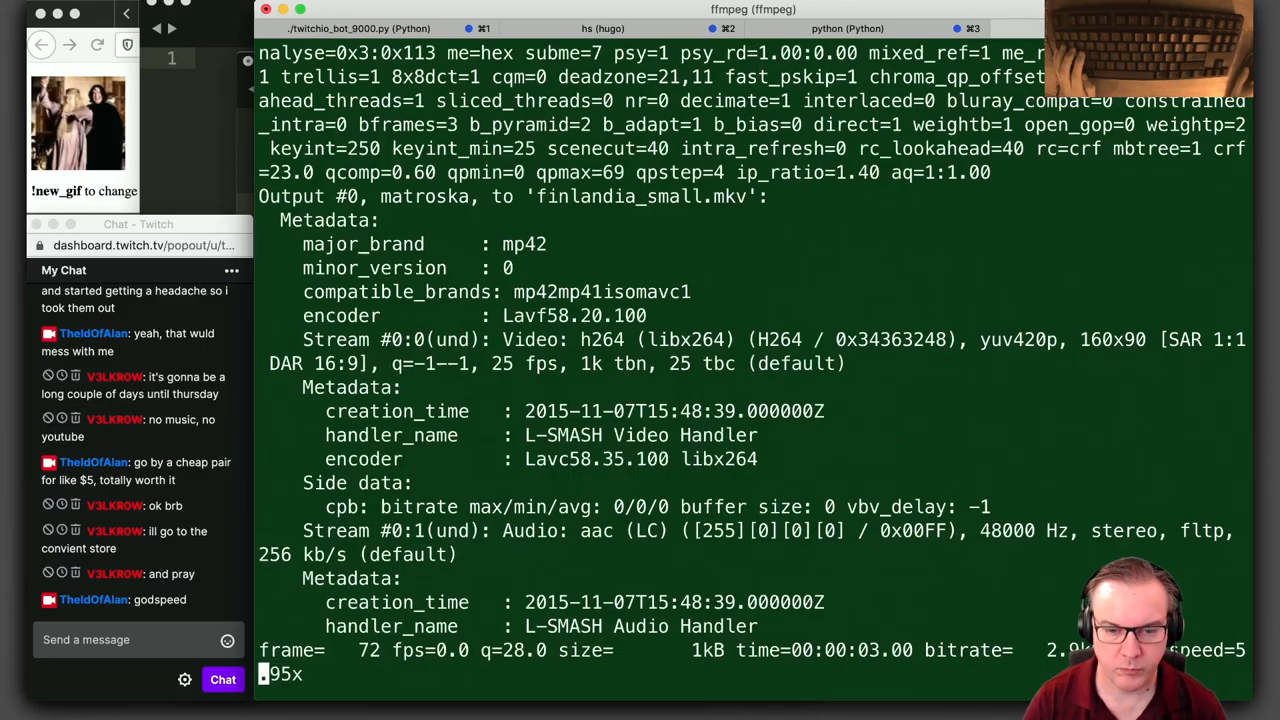 ffmpeg (ffmpeg)
./twitchio_bot_9000.py (Python) ⌘1
hs (hugo) ⌘2
python (Python) ⌘3
1
!new_gif to change
Chat - Twitch
dashboard.twitch.tv/popout/u/t...
My Chat
and started getting a headache so i
took them out
TheIdOfAlan: yeah, that wuld
mess with me
V3LKR0W: it's gonna be a
long couple of days until thursday
V3LKR0W: no music, no
youtube
TheIdOfAlan: go by a cheap pair
for like $5, totally worth it
V3LKR0W: ok brb
V3LKR0W: ill go to the
convient store
V3LKR0W: and pray
TheIdOfAlan: godspeed
Send a message
Chat
nalyse=0x3:0x113 me=hex subme=7 psy=1 psy_rd=1.00:0.00 mixed_ref=1 me_r
1 trellis=1 8x8dct=1 cqm=0 deadzone=21,11 fast_pskip=1 chroma_qp_offset
ahead_threads=1 sliced_threads=0 nr=0 decimate=1 interlaced=0 bluray_compat=0 constrained
_intra=0 bframes=3 b_pyramid=2 b_adapt=1 b_bias=0 direct=1 weightb=1 open_gop=0 weightp=2
keyint=250 keyint_min=25 scenecut=40 intra_refresh=0 rc_lookahead=40 rc=crf mbtree=1 crf
=23.0 qcomp=0.60 qpmin=0 qpmax=69 qpstep=4 ip_ratio=1.40 aq=1:1.00
Output #0, matroska, to 'finlandia_small.mkv':
Metadata:
major_brand : mp42
minor_version : 0
compatible_brands: mp42mp41isomavc1
encoder : Lavf58.20.100
Stream #0:0(und): Video: h264 (libx264) (H264 / 0x34363248), yuv420p, 160x90 [SAR 1:1
DAR 16:9], q=-1--1, 25 fps, 1k tbn, 25 tbc (default)
Metadata:
creation_time : 2015-11-07T15:48:39.000000Z
handler_name : L-SMASH Video Handler
encoder : Lavc58.35.100 libx264
Side data:
cpb: bitrate max/min/avg: 0/0/0 buffer size: 0 vbv_delay: -1
Stream #0:1(und): Audio: aac (LC) ([255][0][0][0] / 0x00FF), 48000 Hz, stereo, fltp,
256 kb/s (default)
Metadata:
creation_time : 2015-11-07T15:48:39.000000Z
handler_name : L-SMASH Audio Handler
frame= 72 fps=0.0 q=28.0 size= 1kB time=00:00:03.00 bitrate= speed=5
.95x